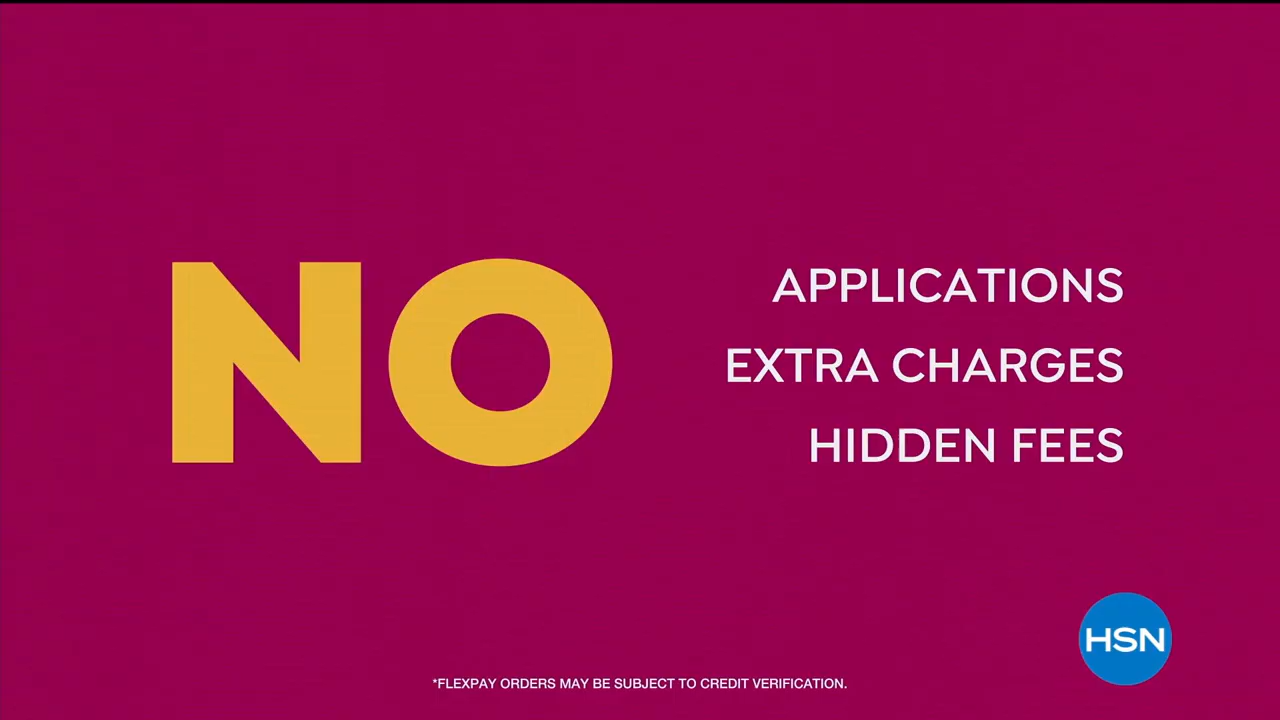 NO
APPLICATIONS
EXTRA CHARGES
HIDDEN FEES
HSN
*FLEXPAY ORDERS MAY BE SUBJECT TO CREDIT VERIFICATION.